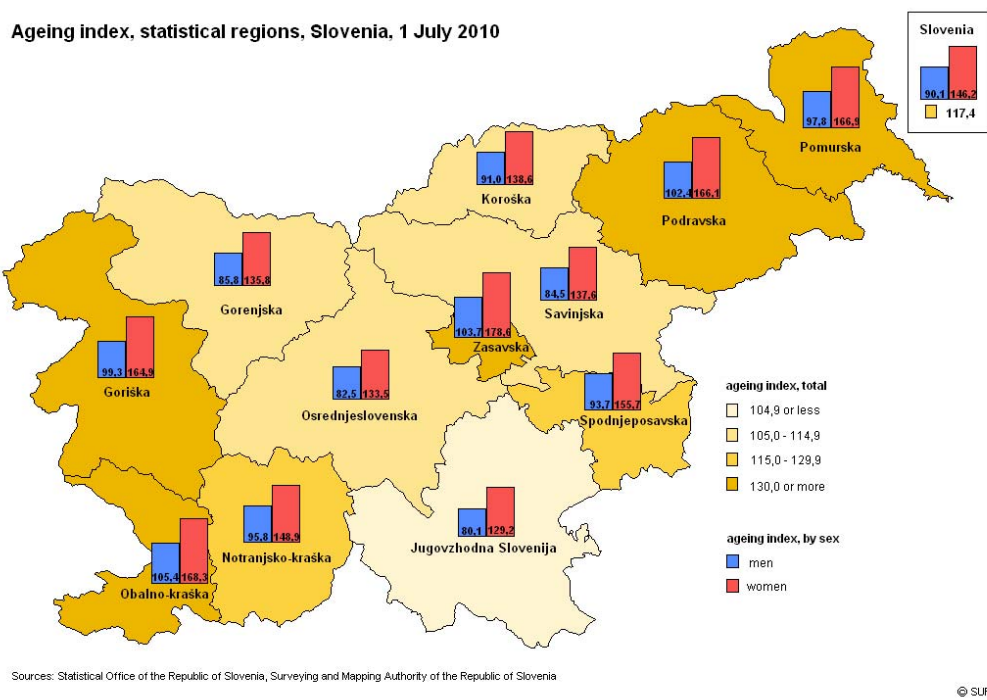 Ageing index, statistical regions, Slovenia, 1 July 2010
Slovenia
90,1 146,2
117,4
97,8 166,9
Pomurska
102,4 166,1
Podravska
91,0 138,6
Koroška
85,8 135,8
Gorenjska
84,5 137,6
Savinjska
103,7 178,6
Zasavska
99,3 164,9
Goriška
82,5 133,5
Osrednjeslovenska
93,7 155,7
Spodnjeposavska
95,8 148,9
Notranjsko-kraška
80,1 129,2
Jugovzhodna Slovenija
105,4 168,3
Obalno-kraška
ageing index, total
104,9 or less
105,0 - 114,9
115,0 - 129,9
130,0 or more
ageing index, by sex
men
women
Sources: Statistical Office of the Republic of Slovenia, Surveying and Mapping Authority of the Republic of Slovenia